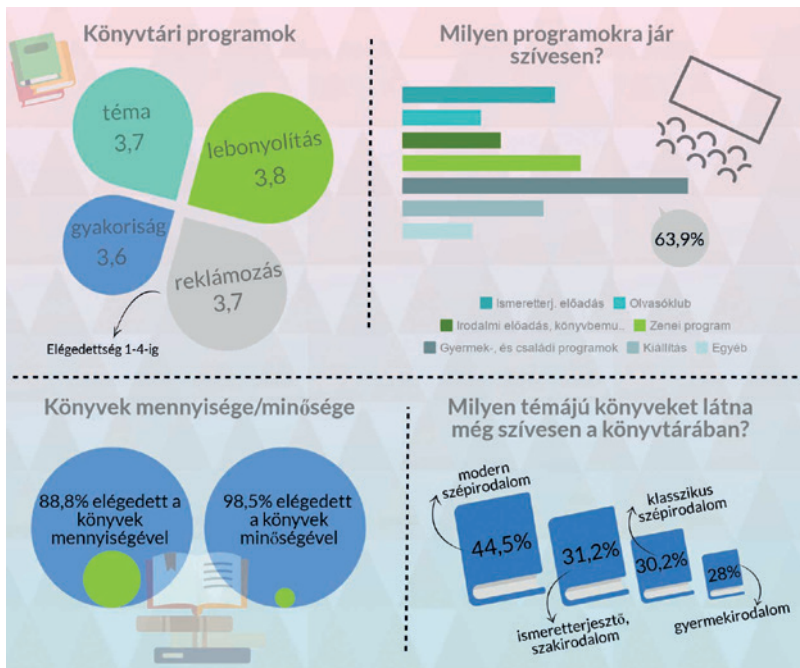 Könyvtári programok
téma
3,7
lebonyolítás
3,8
gyakoriság
3,6
reklámozás
3,7
Elégedettség 1-4-ig
Milyen programokra jár
szívesen?
63,9%
Ismeretterj. előadás
Olvasóklub
Irodalmi előadás, könyvbemu..
Zenei program
Gyermek-, és családi programok
Kiállítás
Egyéb
Könyvek mennyisége/minősége
88,8% elégedett a
könyvek
mennyiségével
98,5% elégedett
a könyvek
minőségével
Milyen témájú könyveket látna
még szívesen a könyvtárában?
modern
szépirodalom
44,5%
31,2%
ismeretterjesztő,
szakirodalom
klasszikus
szépirodalom
30,2%
28%
gyermekirodalom